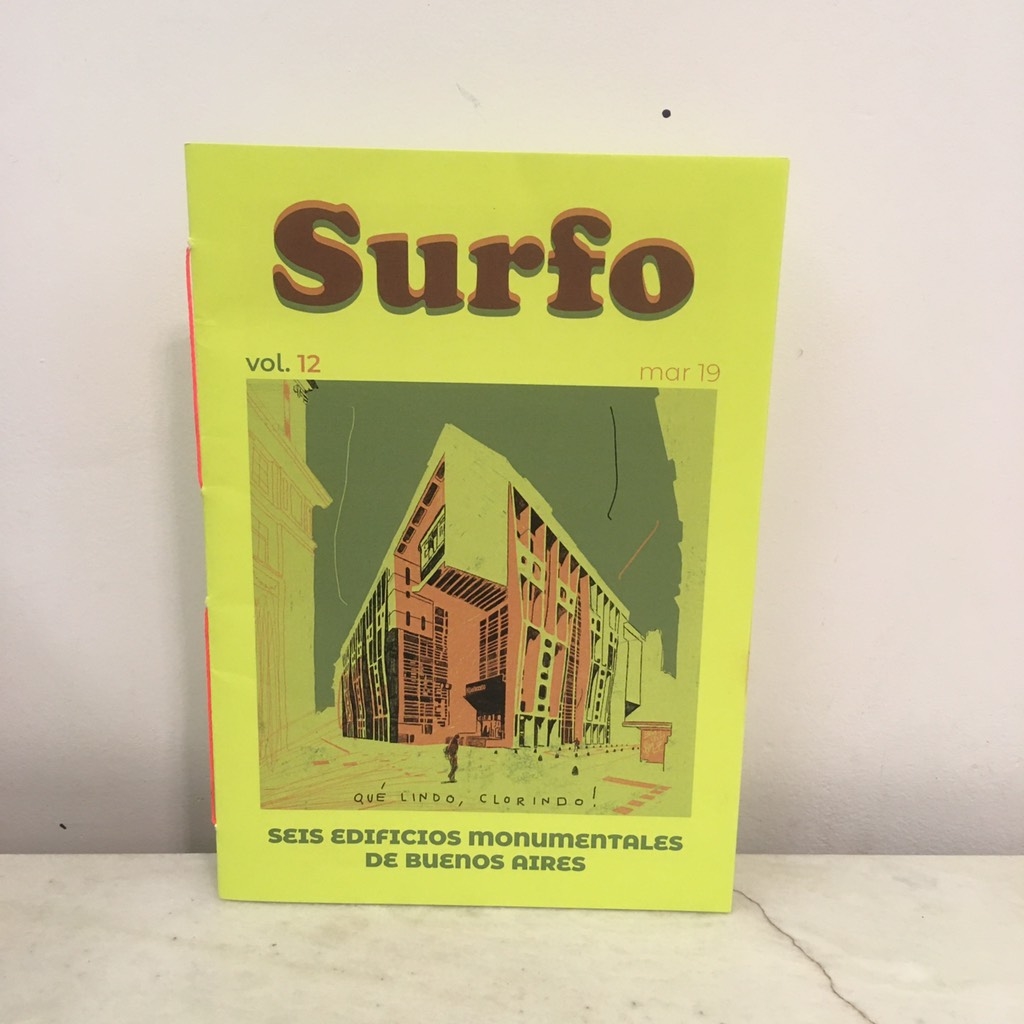 Surfo
vol. 12
mar 19
QUÉ LINDO, CLORINDO!
SEIS EDIFICIOS MONUMENTALES
DE BUENOS AIRES